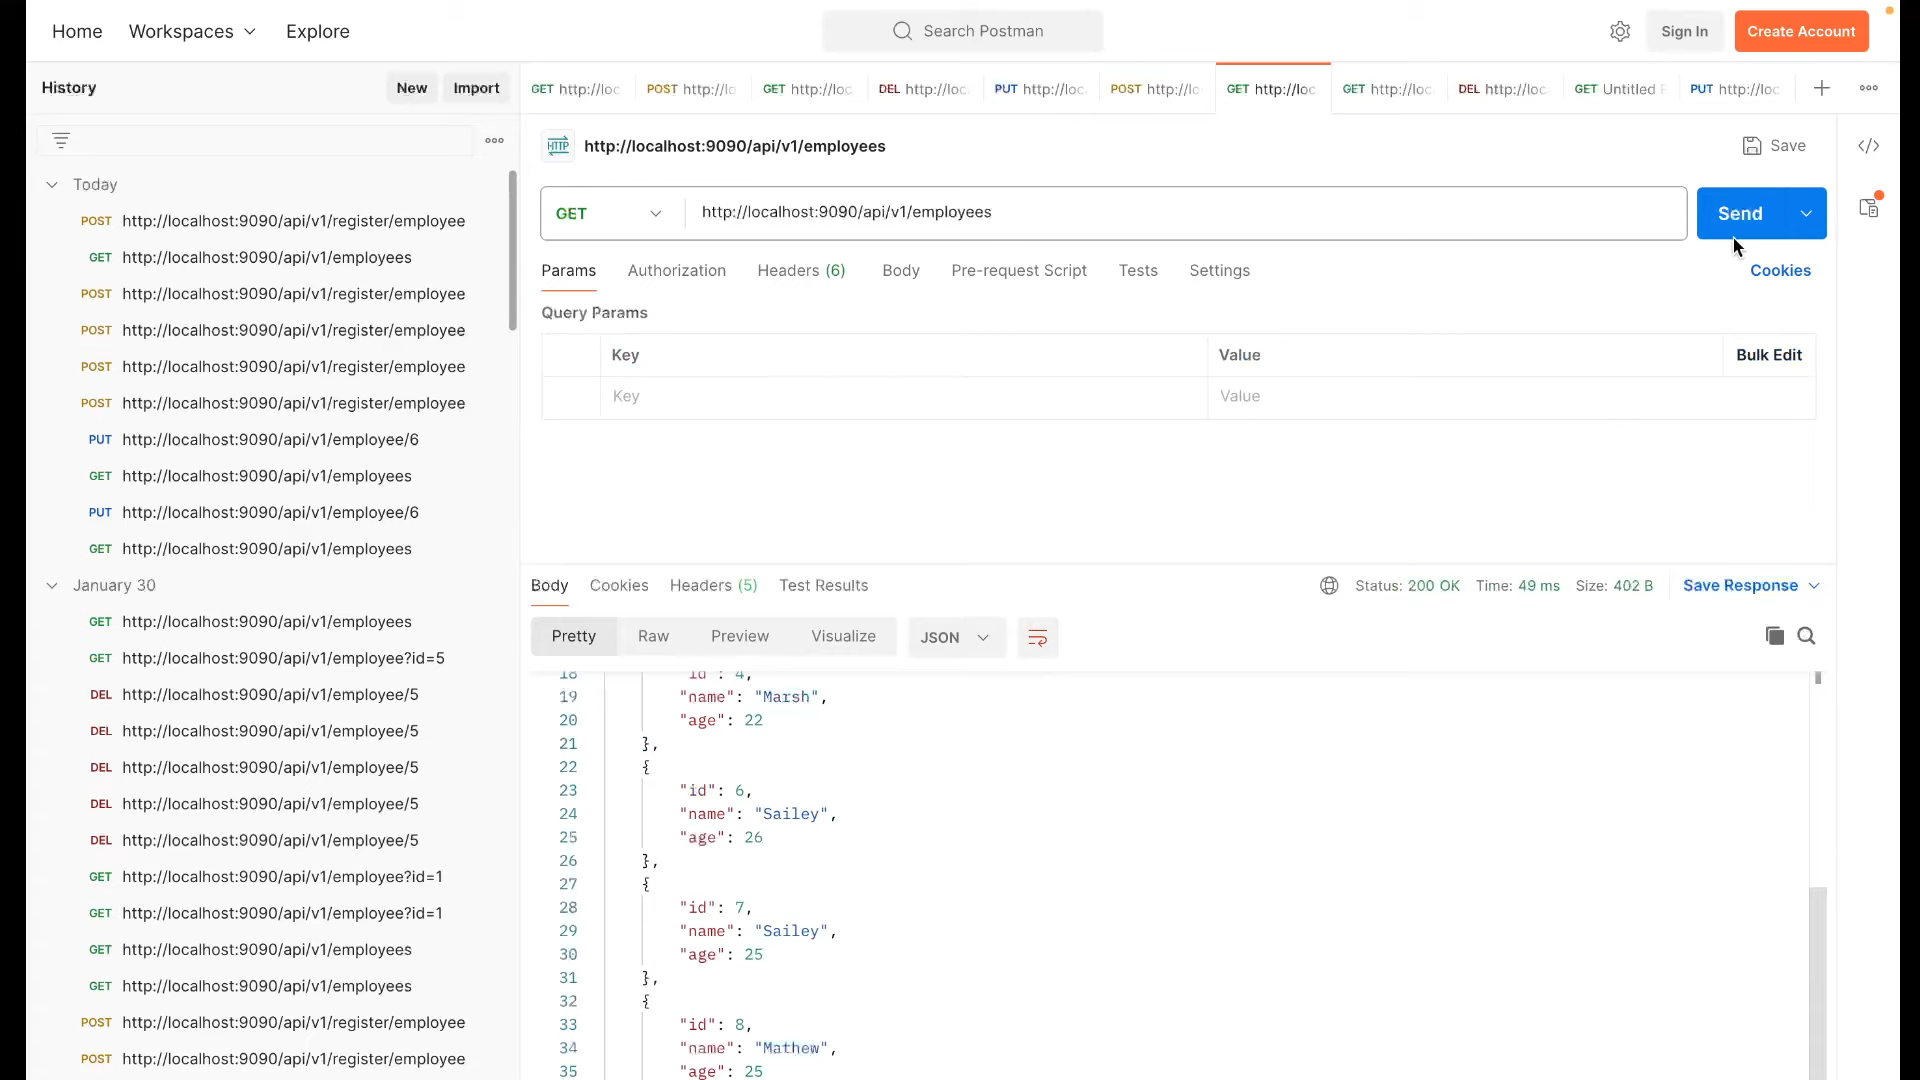 Home Workspaces Explore Search Postman Sign In Create Account
History New Import
GET http://loc POST http://lo GET http://loc DEL http://loc PUT http://loc POST http://lo GET http://loc GET http://loc DEL http://loc GET Untitled PUT http://loc
Today
POST http://localhost:9090/api/v1/register/employee
GET http://localhost:9090/api/v1/employees
POST http://localhost:9090/api/v1/register/employee
POST http://localhost:9090/api/v1/register/employee
POST http://localhost:9090/api/v1/register/employee
POST http://localhost:9090/api/v1/register/employee
PUT http://localhost:9090/api/v1/employee/6
GET http://localhost:9090/api/v1/employees
PUT http://localhost:9090/api/v1/employee/6
GET http://localhost:9090/api/v1/employees
January 30
GET http://localhost:9090/api/v1/employees
GET http://localhost:9090/api/v1/employee?id=5
DEL http://localhost:9090/api/v1/employee/5
DEL http://localhost:9090/api/v1/employee/5
DEL http://localhost:9090/api/v1/employee/5
DEL http://localhost:9090/api/v1/employee/5
DEL http://localhost:9090/api/v1/employee/5
GET http://localhost:9090/api/v1/employee?id=1
GET http://localhost:9090/api/v1/employee?id=1
GET http://localhost:9090/api/v1/employees
GET http://localhost:9090/api/v1/employees
POST http://localhost:9090/api/v1/register/employee
POST http://localhost:9090/api/v1/register/employee
HTTP http://localhost:9090/api/v1/employees Save </>
GET http://localhost:9090/api/v1/employees Send
Params Authorization Headers (6) Body Pre-request Script Tests Settings Cookies
Query Params
Key Value Bulk Edit
Key Value
Body Cookies Headers (5) Test Results Status: 200 OK Time: 49 ms Size: 402 B Save Response
Pretty Raw Preview Visualize JSON
18 "id": 4,
19 "name": "Marsh",
20 "age": 22
21 },
22 {
23 "id": 6,
24 "name": "Sailey",
25 "age": 26
26 },
27 {
28 "id": 7,
29 "name": "Sailey",
30 "age": 25
31 },
32 {
33 "id": 8,
34 "name": "Mathew",
35 "age": 25